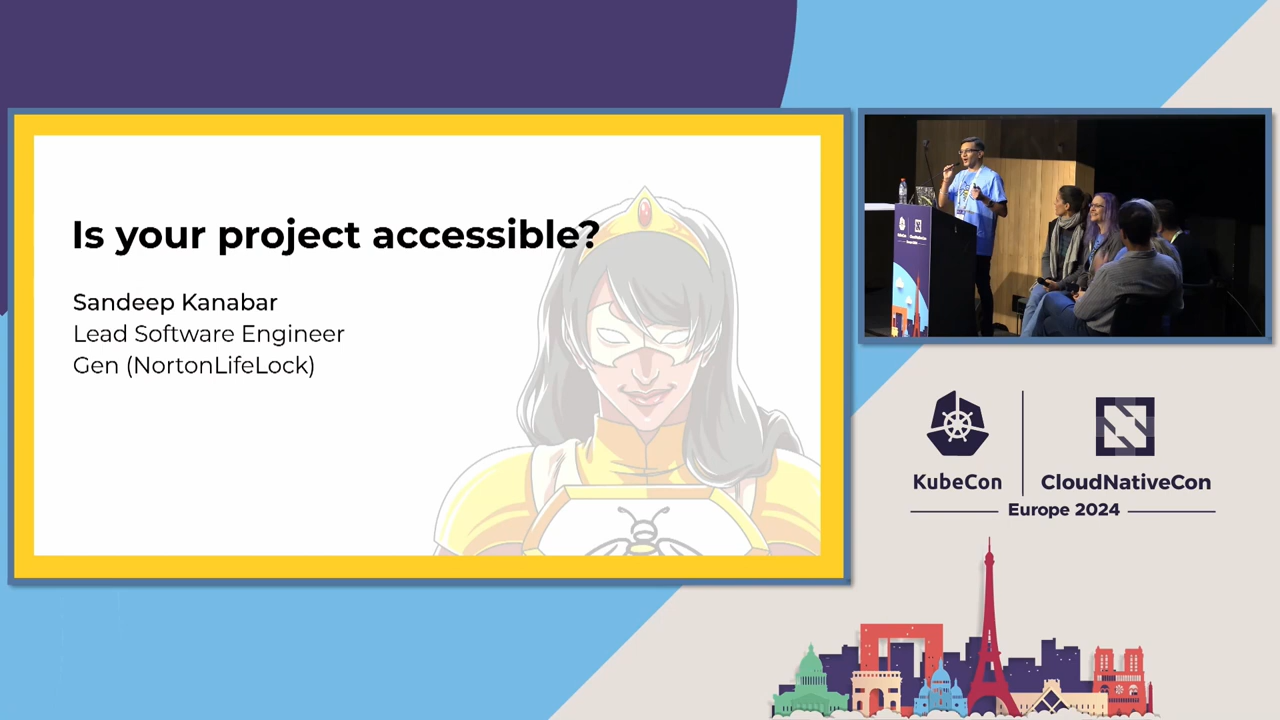 Is your project accessible?
Sandeep Kanabar
Lead Software Engineer
Gen (NortonLifeLock)
KubeCon
CloudNativeCon
Europe 2024